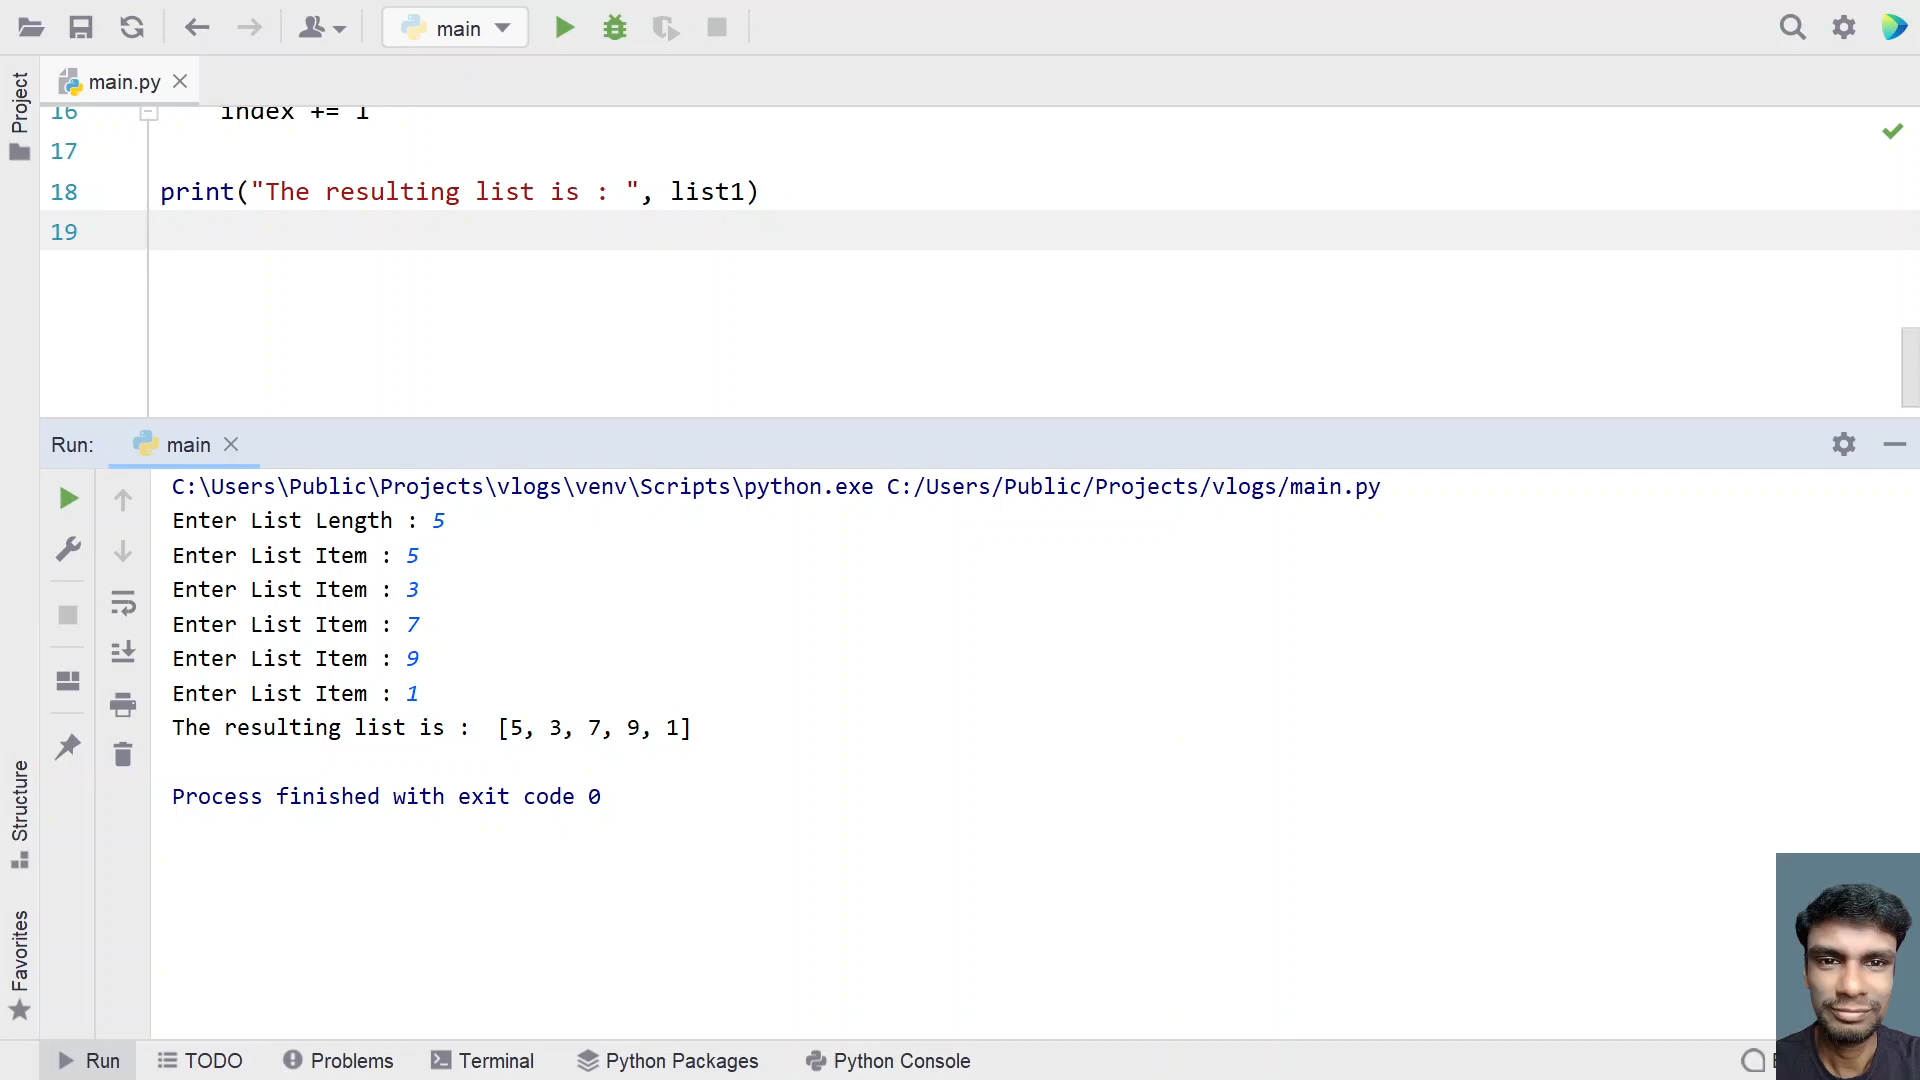 main
main.py
Project
16 index += 1
17
18 print("The resulting list is : ", list1)
19
Run: main
C:\Users\Public\Projects\vlogs\venv\Scripts\python.exe C:/Users/Public/Projects/vlogs/main.py
Enter List Length : 5
Enter List Item : 5
Enter List Item : 3
Enter List Item : 7
Enter List Item : 9
Enter List Item : 1
The resulting list is :  [5, 3, 7, 9, 1]
Process finished with exit code 0
Structure
Favorites
Run TODO Problems Terminal Python Packages Python Console